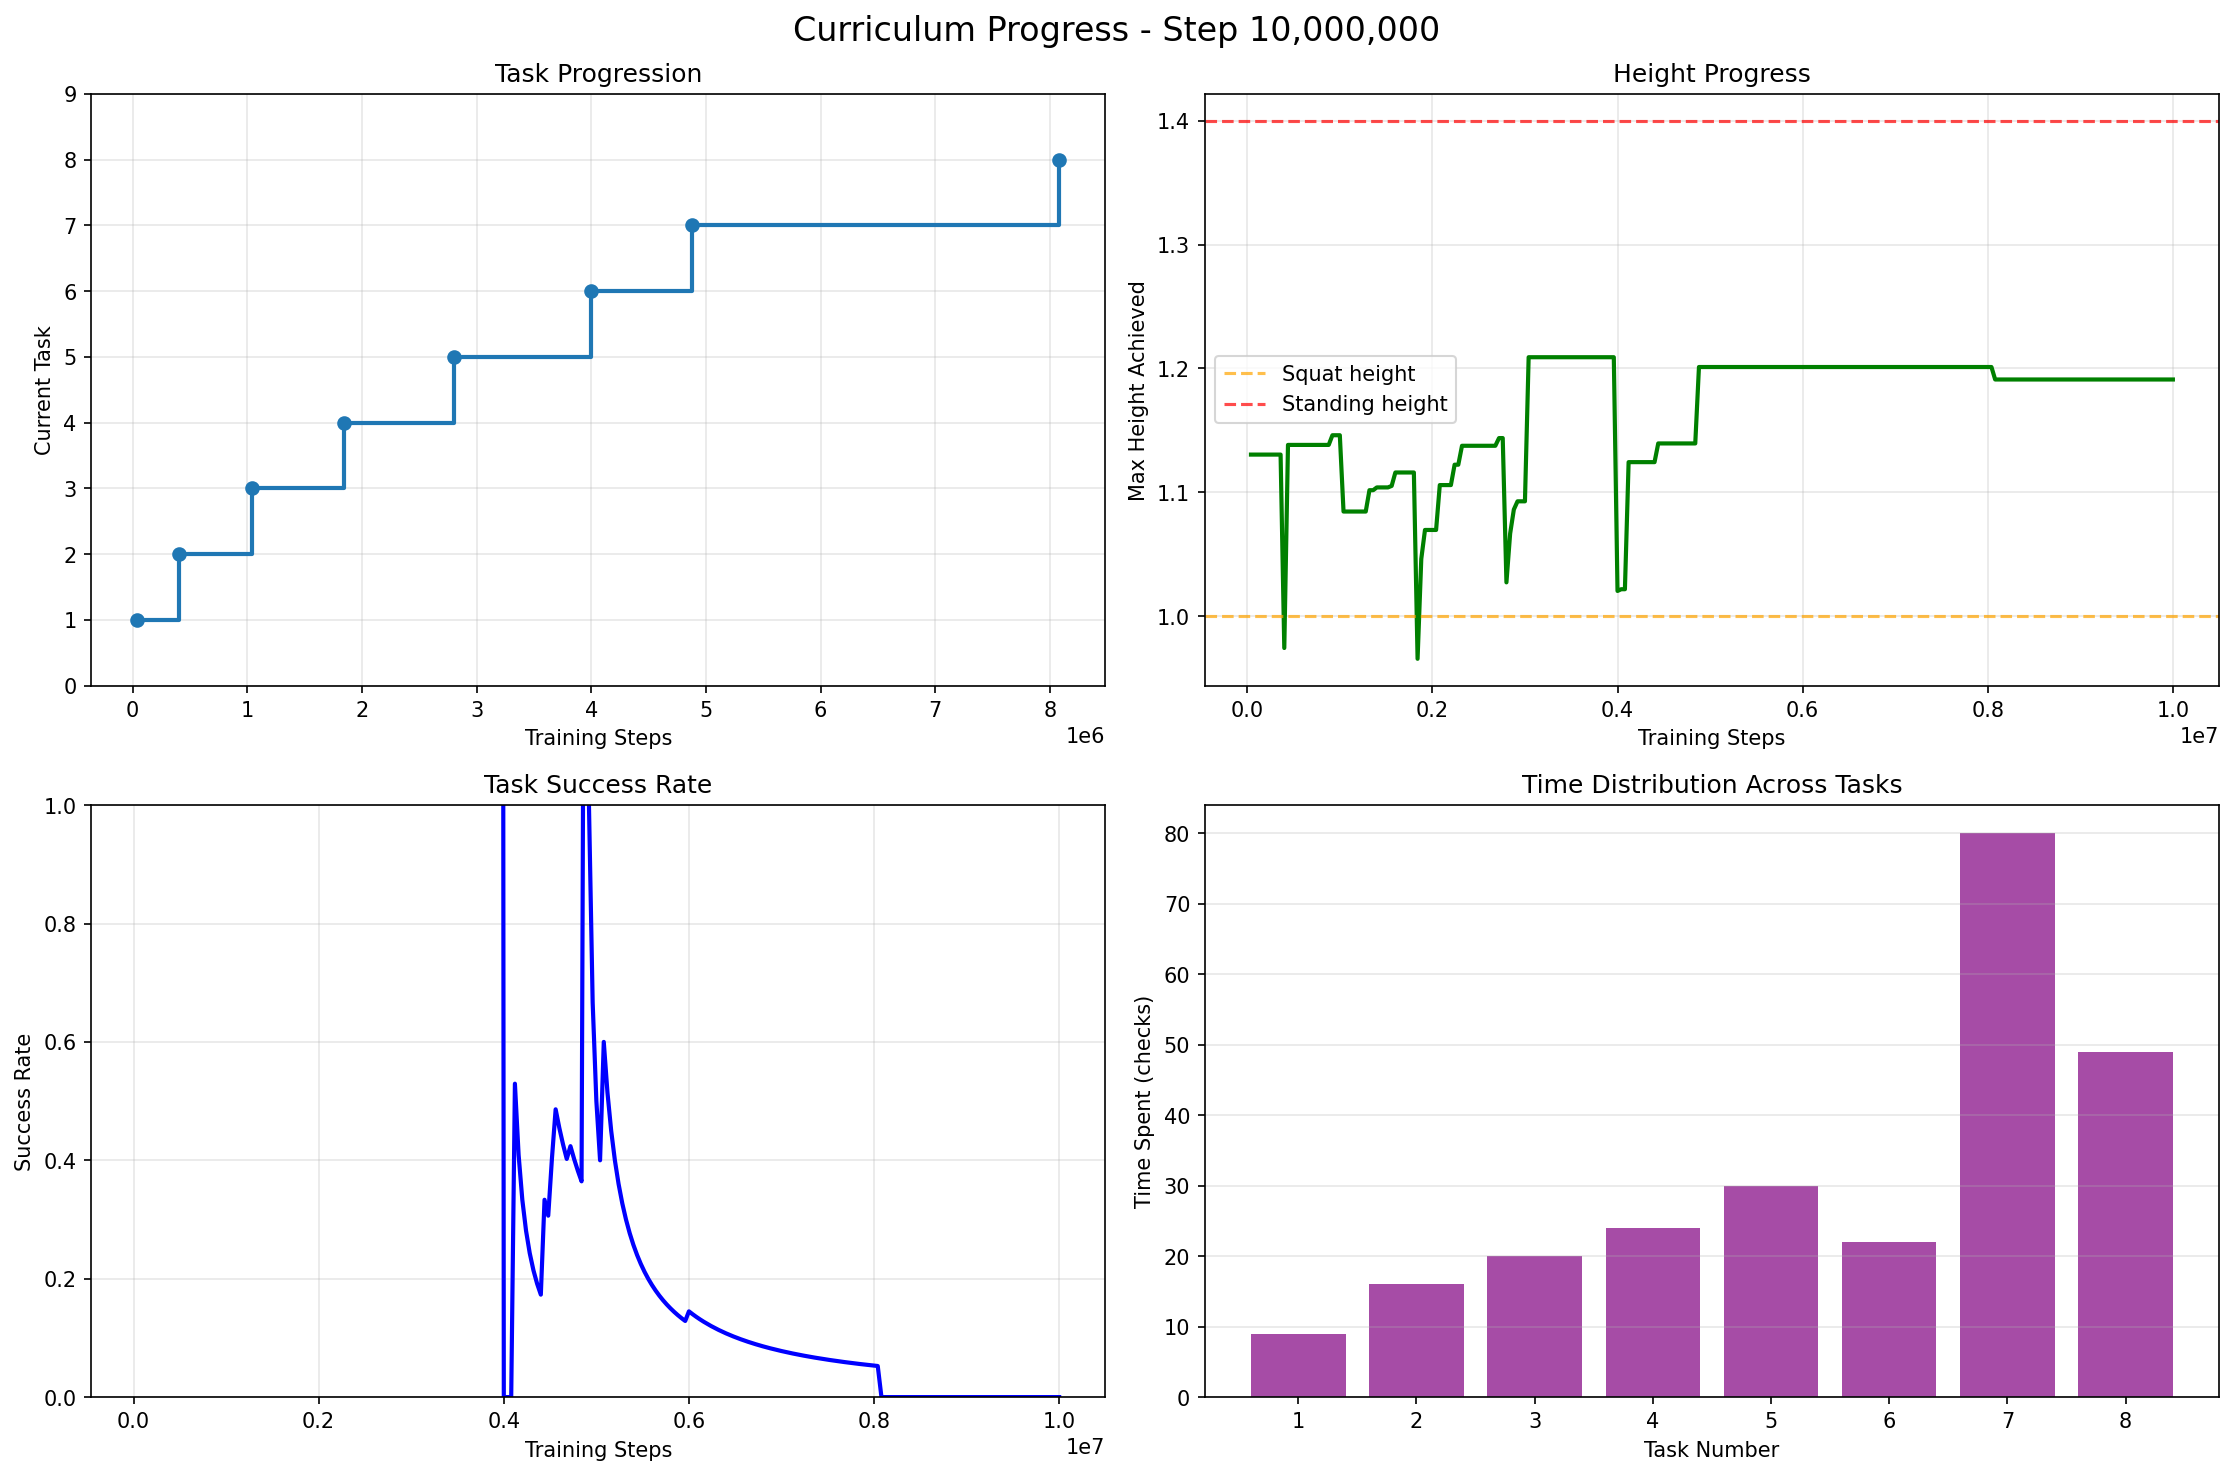 Curriculum Progress - Step 10,000,000
Task Progression
9
8
7
6
5
4
3
2
1
0
Current Task
0 1 2 3 4 5 6 7 8
1e6
Training Steps
Height Progress
1.4
1.3
1.2
1.1
1.0
Max Height Achieved
Squat height
Standing height
0.0 0.2 0.4 0.6 0.8 1.0
1e7
Training Steps
Task Success Rate
1.0
0.8
0.6
0.4
0.2
0.0
Success Rate
0.0 0.2 0.4 0.6 0.8 1.0
1e7
Training Steps
Time Distribution Across Tasks
80
70
60
50
40
30
20
10
0
Time Spent (checks)
1 2 3 4 5 6 7 8
Task Number